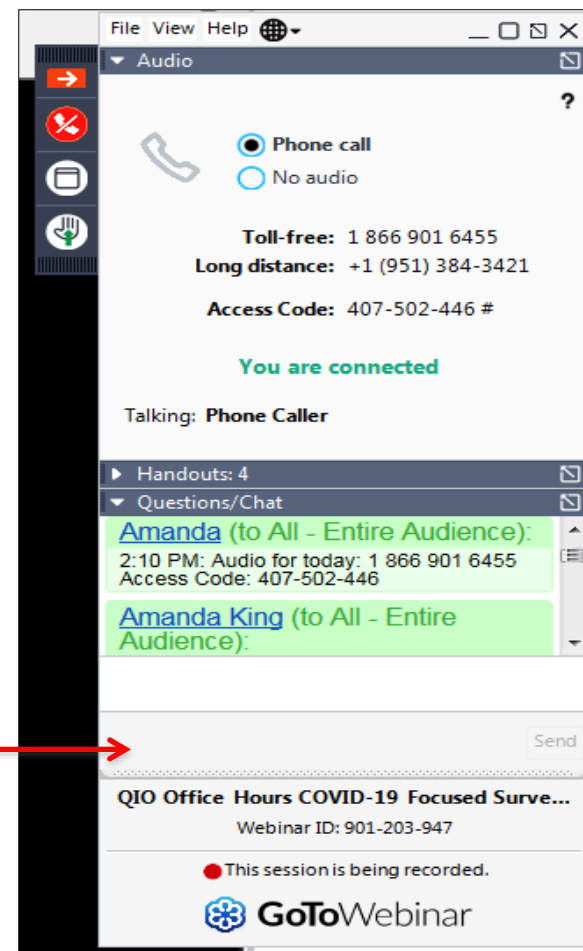 File View Help
Audio
?
Phone call
No audio
Toll-free: 1 866 901 6455
Long distance: +1 (951) 384-3421
Access Code: 407-502-446 #
You are connected
Talking: Phone Caller
Handouts: 4
Questions/Chat
Amanda (to All - Entire Audience):
2:10 PM: Audio for today: 1 866 901 6455
Access Code: 407-502-446
Amanda King (to All - Entire
Audience):
Send
QIO Office Hours COVID-19 Focused Surve...
Webinar ID: 901-203-947
This session is being recorded.
GoToWebinar